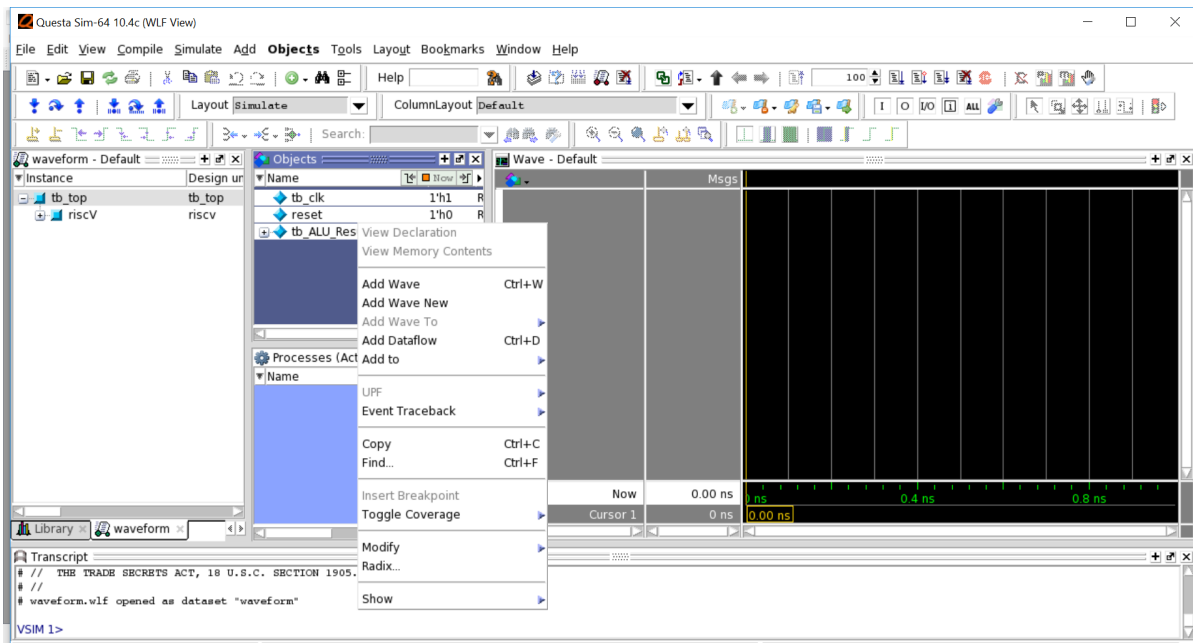 Questa Sim-64 10.4c (WLF View)
File Edit View Compile Simulate Add Objects Tools Layout Bookmarks Window Help
Help
100
Layout Simulate
ColumnLayout Default
I O I/O ALL
Search:
waveform - Default
Instance Design un
tb_top tb_top
riscV riscv
Library
waveform
Objects
Name Now
tb_clk 1'h1 R
reset 1'h0 R
tb_ALU_Res
Processes (Act
Name
View Declaration
View Memory Contents
Add Wave Ctrl+W
Add Wave New
Add Wave To
Add Dataflow Ctrl+D
Add to
UPF
Event Traceback
Copy Ctrl+C
Find... Ctrl+F
Insert Breakpoint
Toggle Coverage
Modify
Radix...
Show
Wave - Default
Msgs
Now 0.00 ns
Cursor 1 0 ns
ns 0.4 ns 0.8 ns
0.00 ns
Transcript
# // THE TRADE SECRETS ACT, 18 U.S.C. SECTION 1905.
# //
# waveform.wlf opened as dataset "waveform"
VSIM 1>